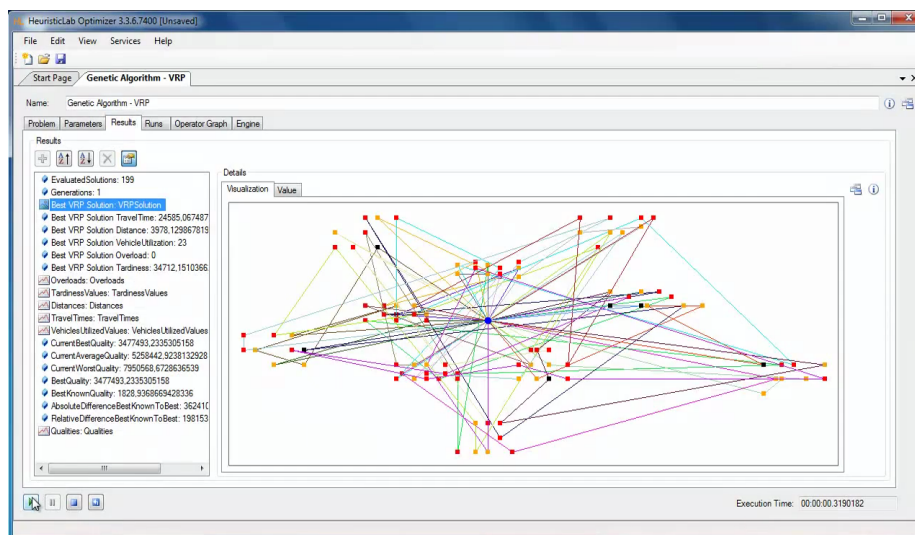 HeuristicLab Optimizer 3.3.6.7400 [Unsaved]
File Edit View Services Help
Start Page Genetic Algorithm - VRP
Name: Genetic Algorithm - VRP
Problem Parameters Results Runs Operator Graph Engine
Results
Details
EvaluatedSolutions: 199
Visualization Value
Generations: 1
Best VRP Solution: VRPSolution
Best VRP Solution TravelTime: 24585,067487
Best VRP Solution Distance: 3978,129867819
Best VRP Solution VehicleUtilization: 23
Best VRP Solution Overload: 0
Best VRP Solution Tardiness: 34712,1510366
Overloads: Overloads
TardinessValues: TardinessValues
Distances: Distances
TravelTimes: TravelTimes
VehiclesUtilizedValues: VehiclesUtilizedValues
CurrentBestQuality: 3477493,2335305158
CurrentAverageQuality: 5258442,9238132928
CurrentWorstQuality: 7950568,6728636539
BestQuality: 3477493,2335305158
BestKnownQuality: 1828,9368669428336
AbsoluteDifferenceBestKnownToBest: 362410
RelativeDifferenceBestKnownToBest: 198153
Qualities: Qualities
Execution Time: 00:00:00.3190182